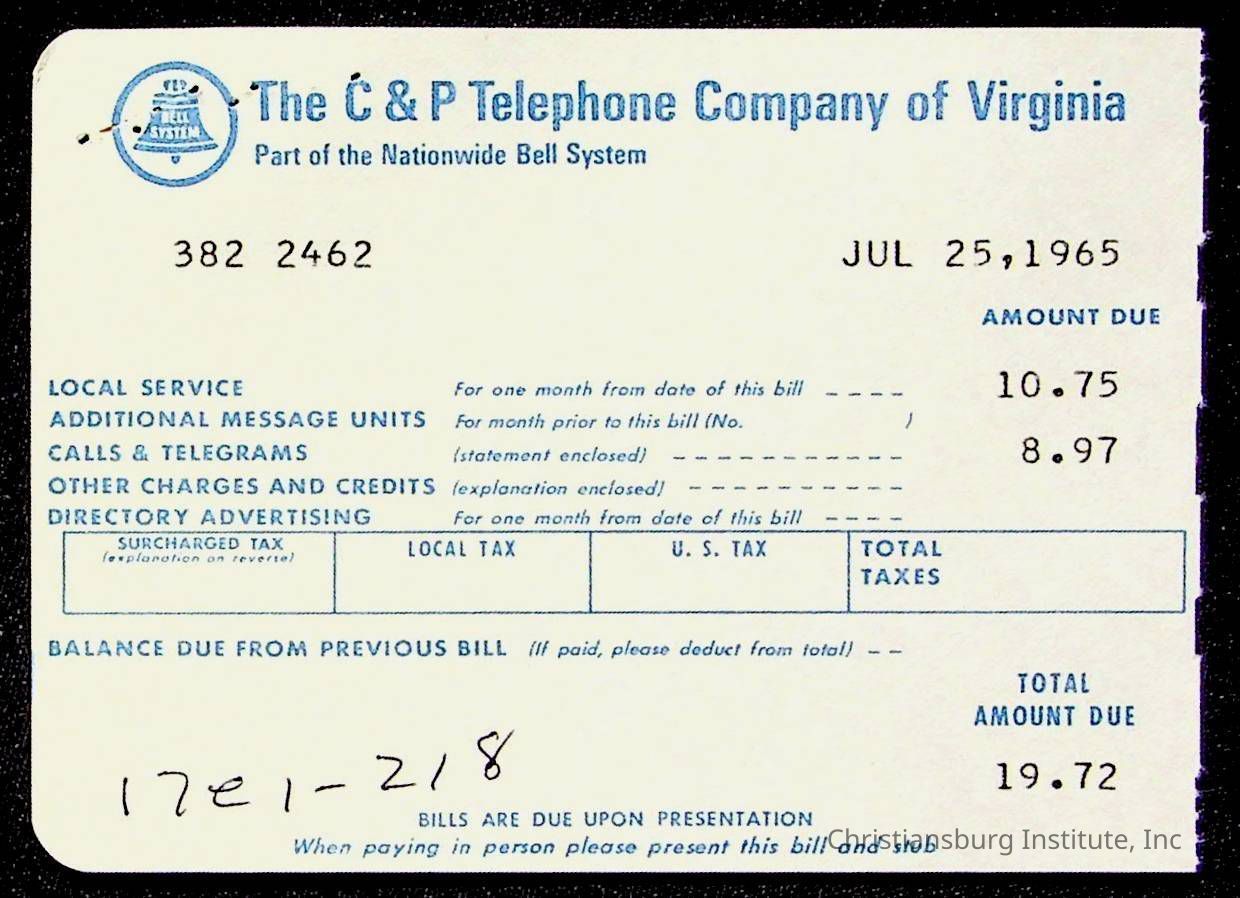 The C & P Telephone Company of Virginia
BELL
SYSTEM
Part of the Nationwide Bell System
382 2462 JUL 25,1965
AMOUNT DUE
LOCAL SERVICE For one month from date of this bill ---- 10.75
ADDITIONAL MESSAGE UNITS For month prior to this bill (No. )
CALLS & TELEGRAMS (statement enclosed) ----------- 8.97
OTHER CHARGES AND CREDITS (explanation enclosed) ----------
DIRECTORY ADVERTISING For one month from date of this bill ----
SURCHARGED TAX LOCAL TAX U. S. TAX TOTAL
(explanation on reverse) TAXES
BALANCE DUE FROM PREVIOUS BILL (If paid, please deduct from total) --
TOTAL
AMOUNT DUE
17e1-218 19.72
BILLS ARE DUE UPON PRESENTATION
When paying in person please present this bill and stub
Christiansburg Institute, Inc